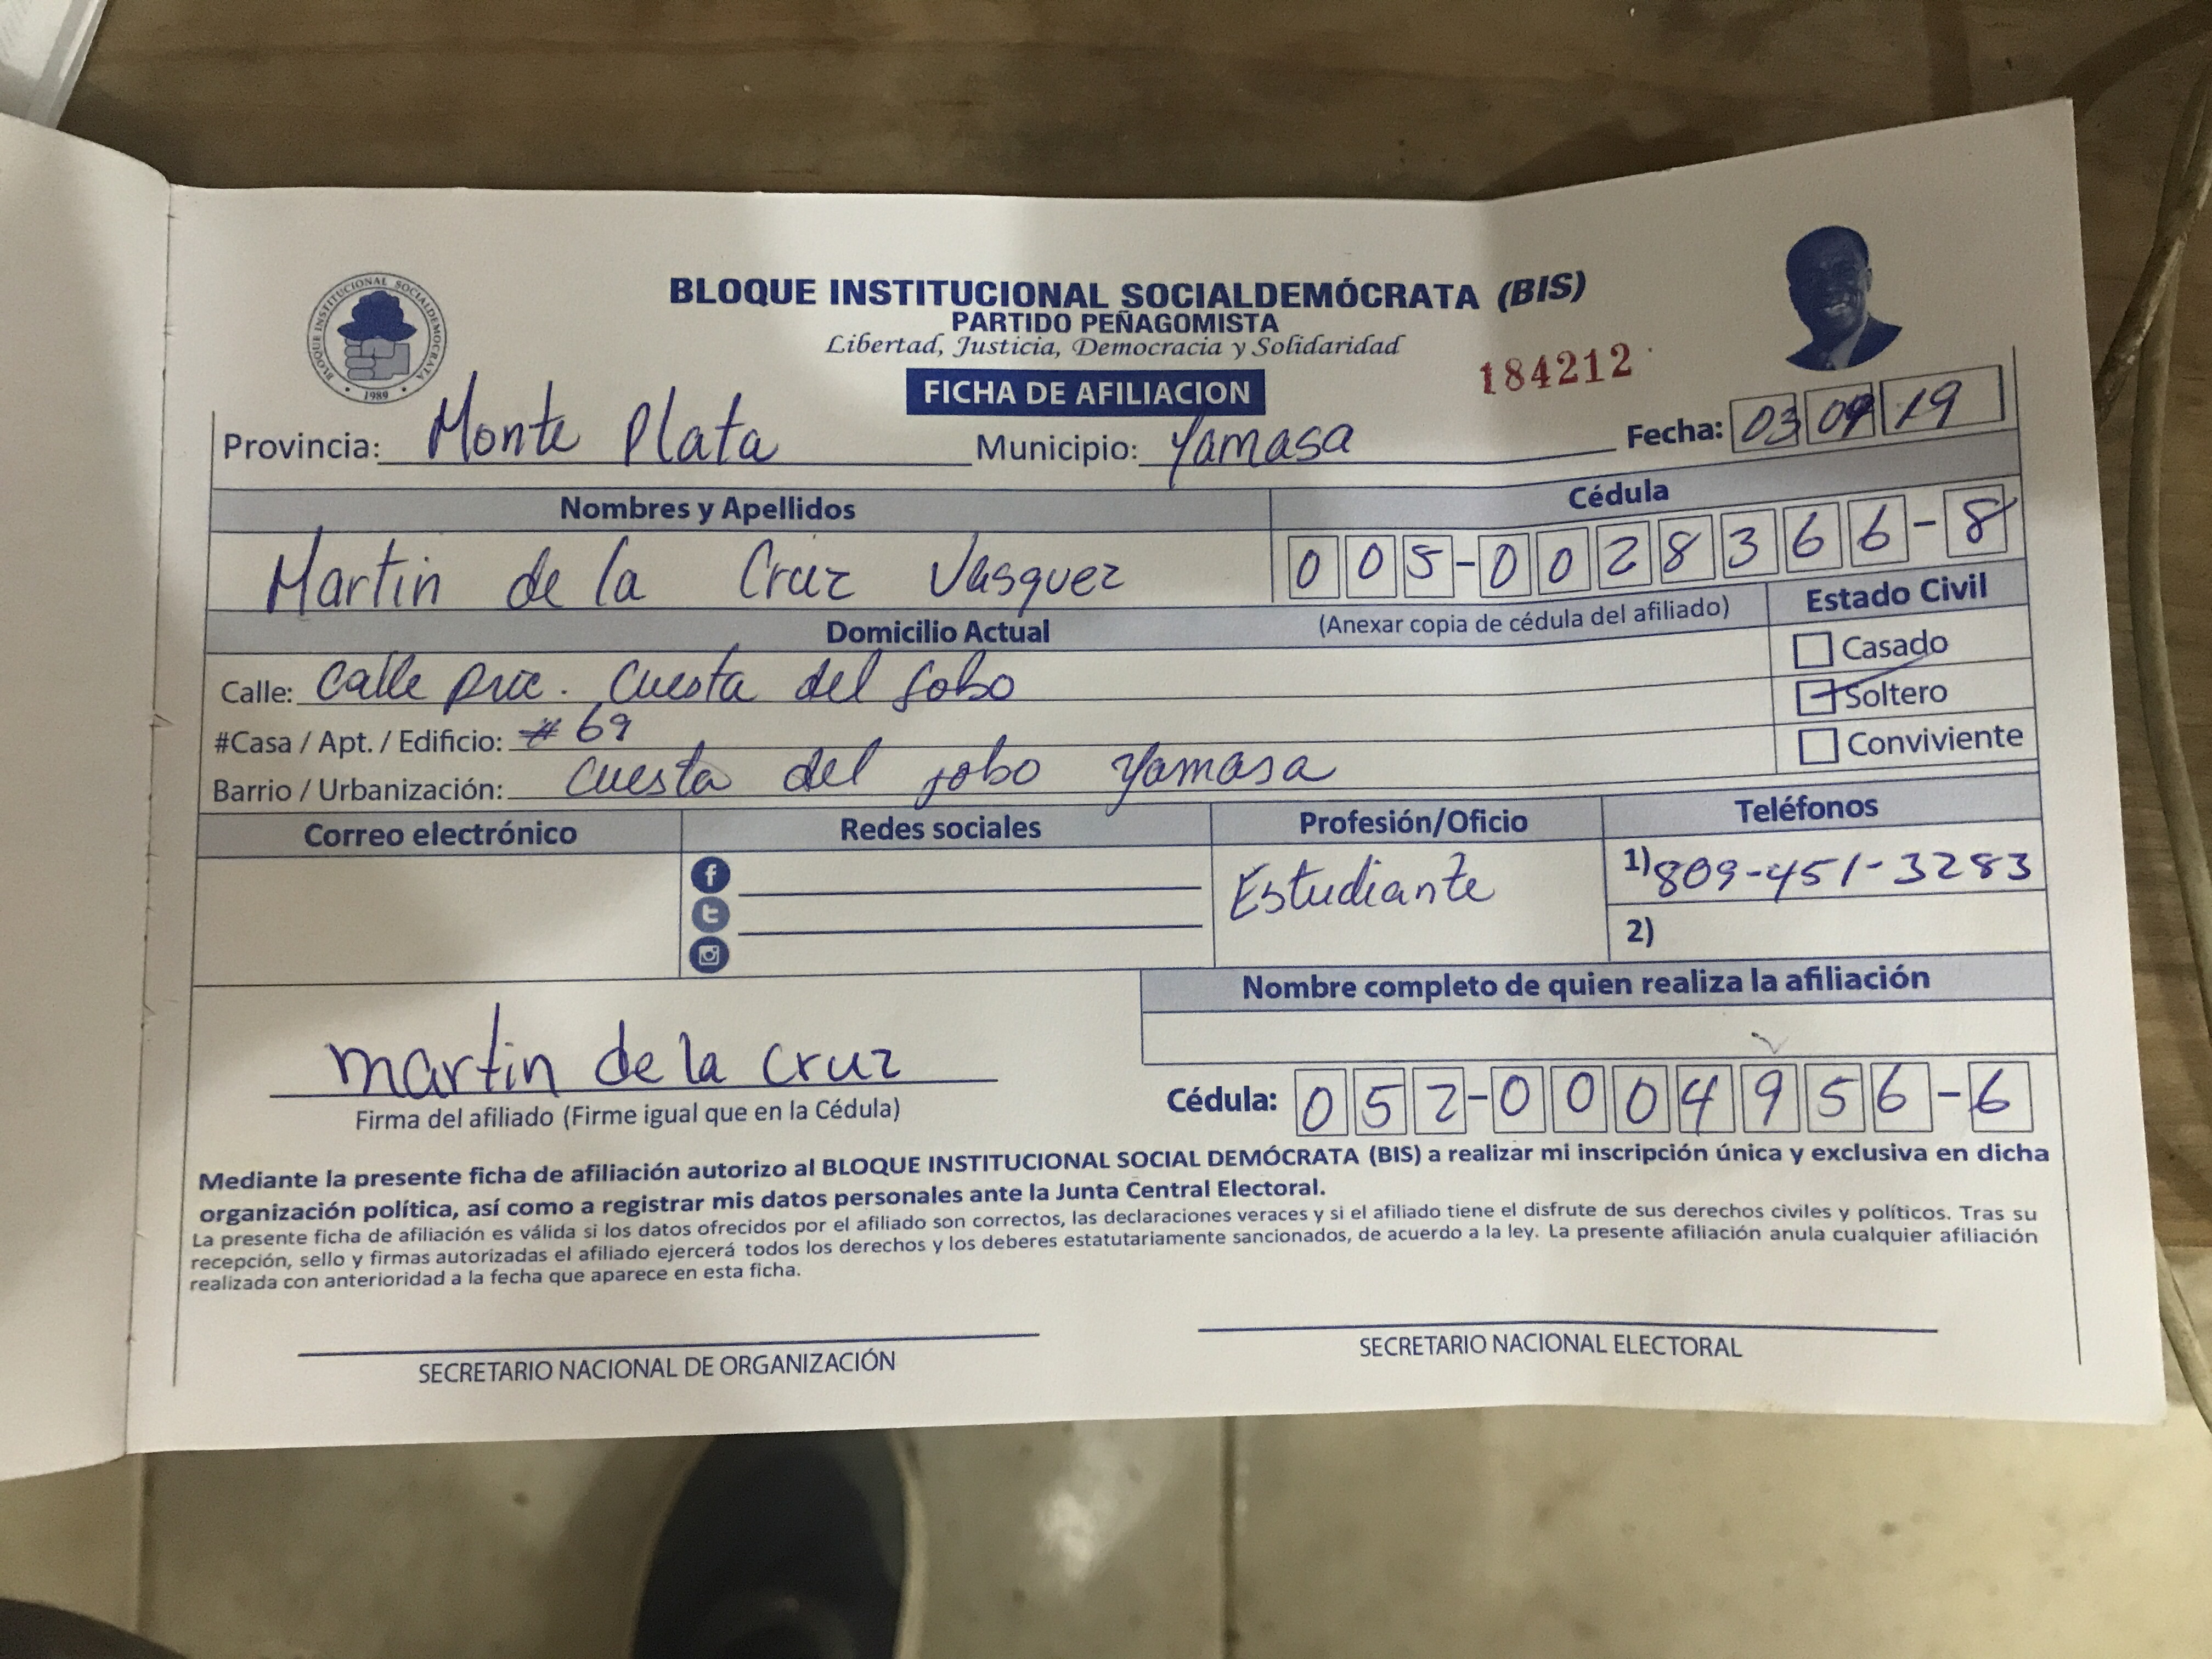 BLOQUE INSTITUCIONAL SOCIALDEMOCRATA
1989
BLOQUE INSTITUCIONAL SOCIALDEMÓCRATA (BIS)
PARTIDO PEÑAGOMISTA
Libertad, Justicia, Democracia y Solidaridad
184212
FICHA DE AFILIACION
Provincia: Monte Plata Municipio: Yamasa Fecha: 03 09 19
Nombres y Apellidos Cédula
Martin de la Cruz Vasquez 005-0028366-8
Domicilio Actual (Anexar copia de cédula del afiliado) Estado Civil
Calle: Calle Cuesta del Jobo Casado
#Casa / Apt. / Edificio: # 69 Soltero
Barrio / Urbanización: Cuesta del jobo Yamasa Conviviente
Correo electrónico Redes sociales Profesión/Oficio Teléfonos
Estudiante 1) 809-451-3283
2)
Nombre completo de quien realiza la afiliación
martin de la cruz
Firma del afiliado (Firme igual que en la Cédula) Cédula: 052-0004956-6
Mediante la presente ficha de afiliación autorizo al BLOQUE INSTITUCIONAL SOCIAL DEMÓCRATA (BIS) a realizar mi inscripción única y exclusiva en dicha
organización política, así como a registrar mis datos personales ante la Junta Central Electoral.
La presente ficha de afiliación es válida si los datos ofrecidos por el afiliado son correctos, las declaraciones veraces y si el afiliado tiene el disfrute de sus derechos civiles y políticos. Tras su
recepción, sello y firmas autorizadas el afiliado ejercerá todos los derechos y los deberes estatutariamente sancionados, de acuerdo a la ley. La presente afiliación anula cualquier afiliación
realizada con anterioridad a la fecha que aparece en esta ficha.
SECRETARIO NACIONAL DE ORGANIZACIÓN SECRETARIO NACIONAL ELECTORAL